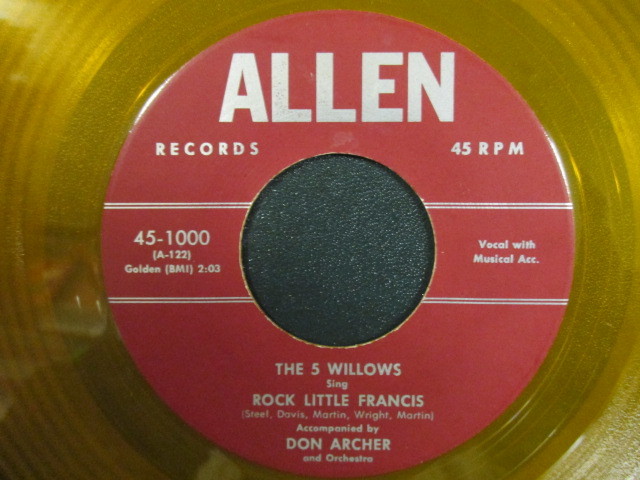 ALLEN
RECORDS
45 RPM
45-1000
(A-122)
Golden (BMI) 2:03
Vocal with
Musical Acc.
THE 5 WILLOWS
Sing
ROCK LITTLE FRANCIS
(Steel, Davis, Martin, Wright, Martin)
Accompanied by
DON ARCHER
and Orchestra